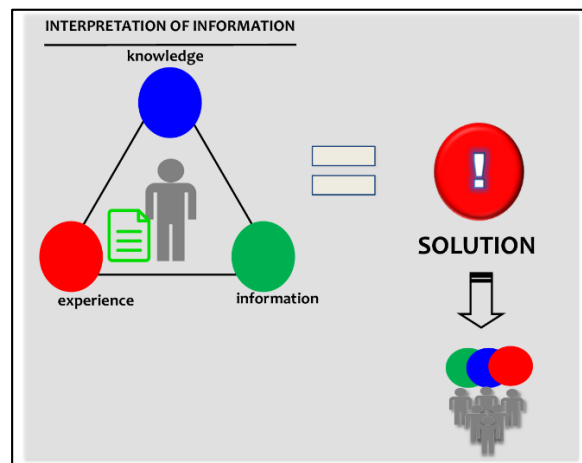 INTERPRETATION OF INFORMATION
knowledge
!
SOLUTION
experience
information